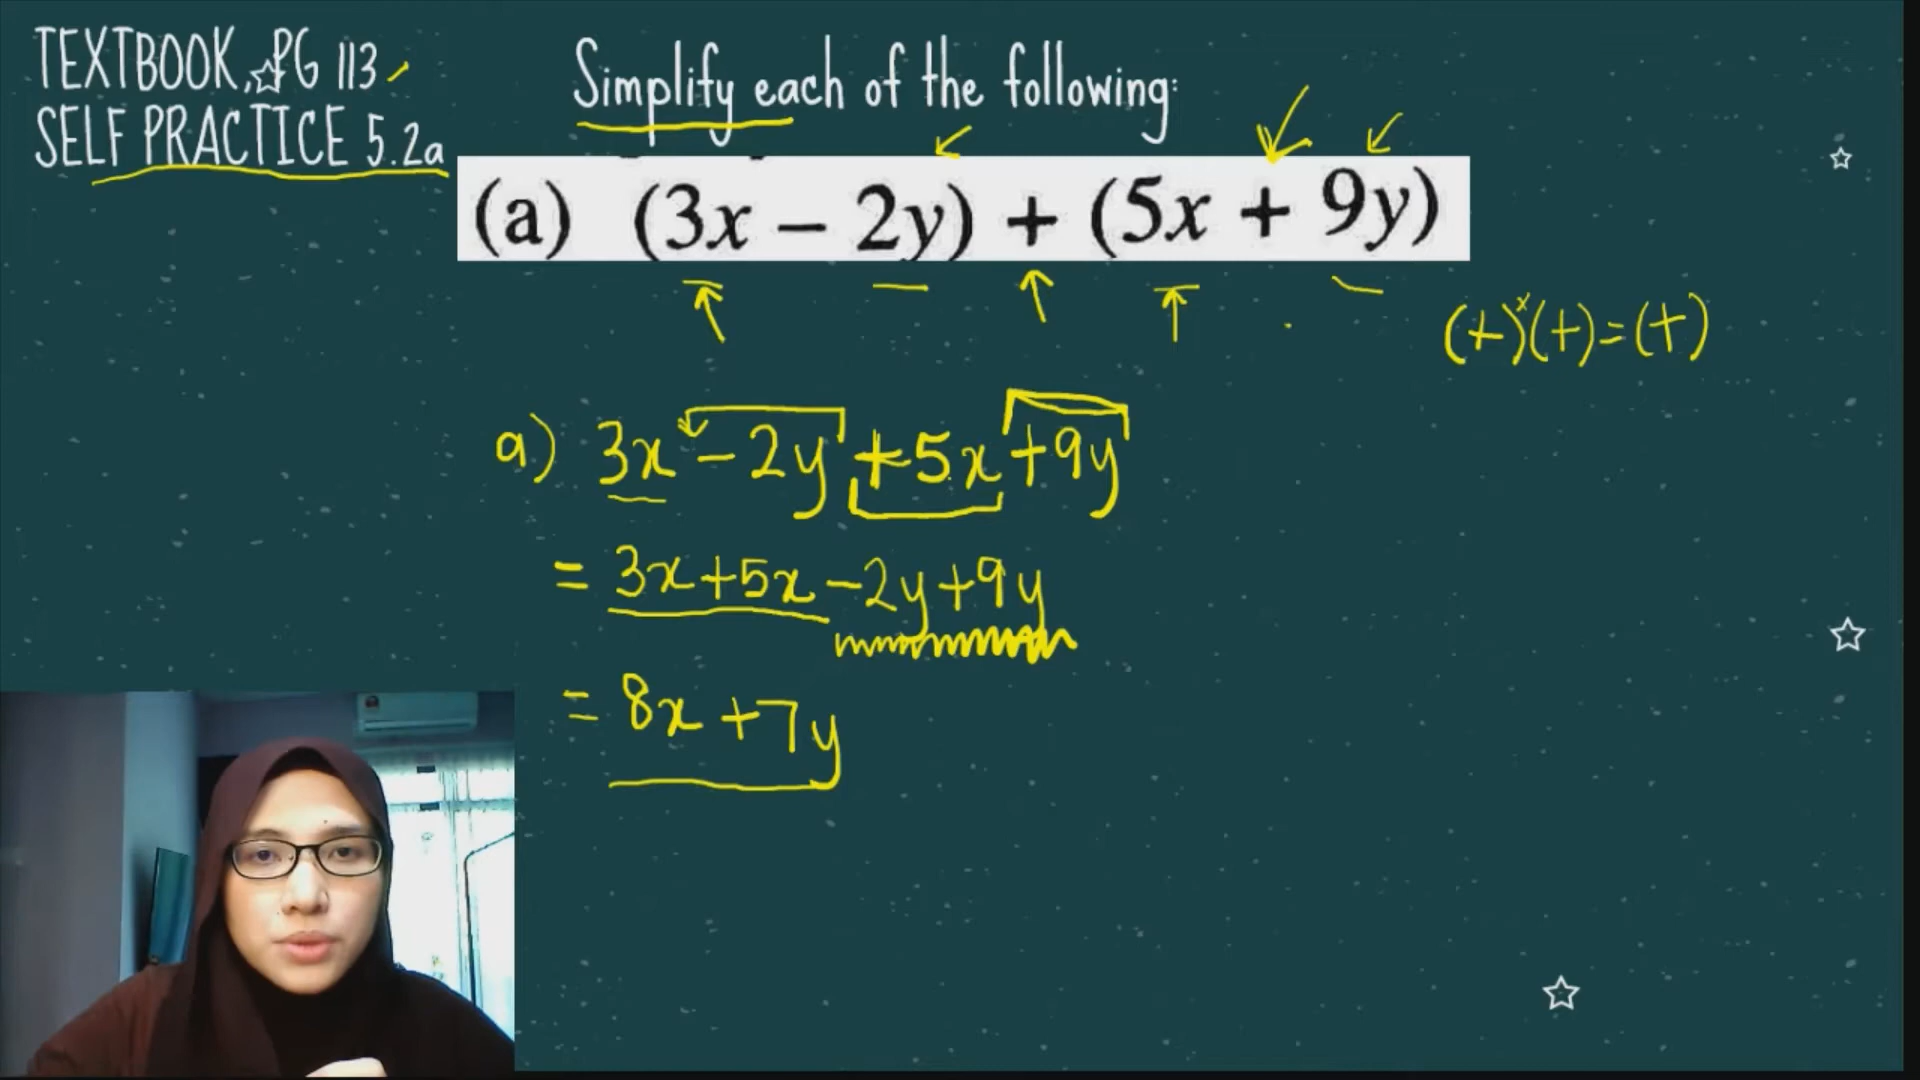 TEXTBOOK, PG 113
SELF PRACTICE 5.2a
Simplify each of the following:
(a) (3x − 2y) + (5x + 9y)
(+)×(+)=(+)
a) 3x − 2y + 5x + 9y
= 3x + 5x − 2y + 9y
= 8x + 7y